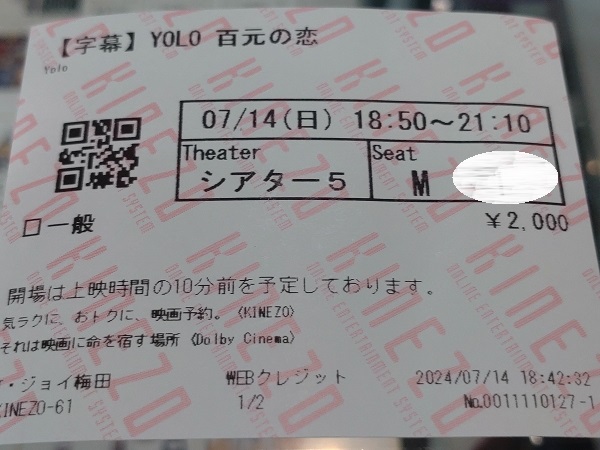 【字幕】YOLO 百元の恋
Yolo
07/14(日) 18:50～21:10
Theater
シアター5
Seat
M
□一般
¥2,000
開場は上映時間の10分前を予定しております。
気ラクに、おトクに、映画予約。〈KINEZO〉
それは映画に命を宿す場所〈Dolby Cinema〉
・ジョイ梅田
WEBクレジット
2024/07/14 18:42:32
KINEZO-61
1/2
No.0011110127-1
KINEZO
ONLINE ENTERTAINMENT SYSTEM